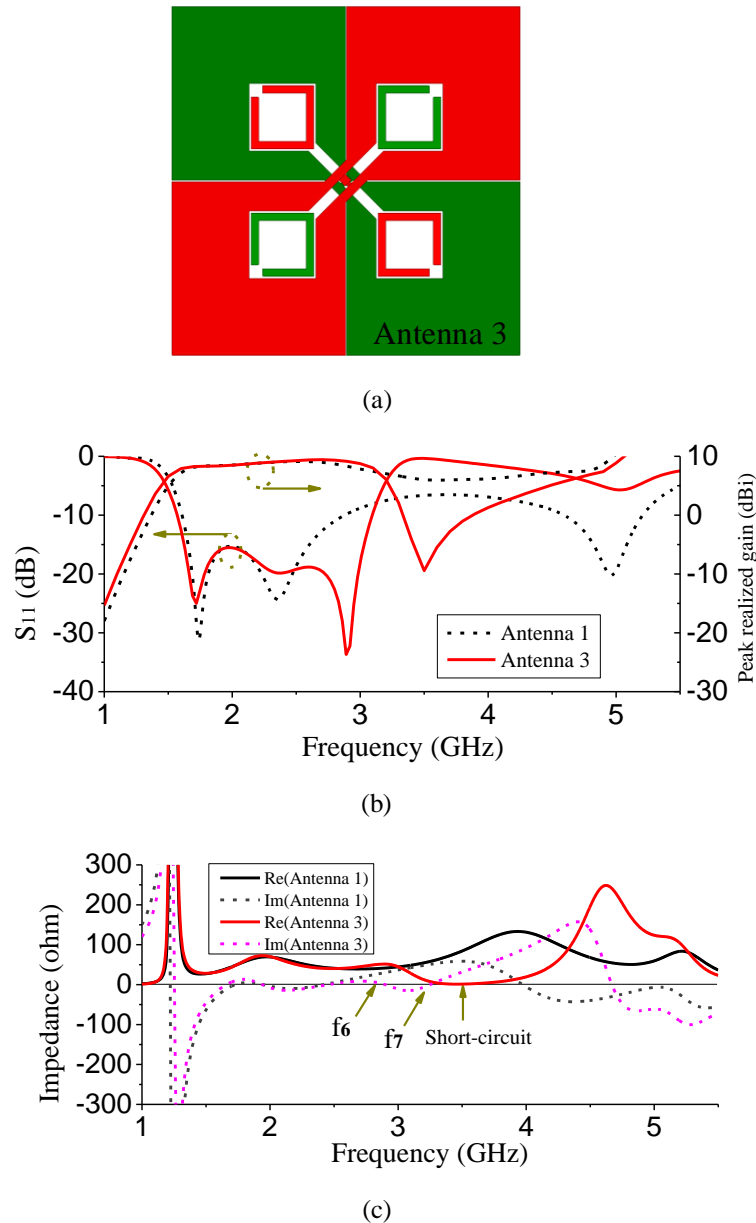 Antenna 3
(a)
0
-10
-20
-30
-40
S11 (dB)
10
0
-10
-20
-30
Peak realized gain (dBi)
Antenna 1
Antenna 3
1 2 3 4 5
Frequency (GHz)
(b)
300
200
100
0
-100
-200
-300
Impedance (ohm)
Re(Antenna 1)
Im(Antenna 1)
Re(Antenna 3)
Im(Antenna 3)
f6 f7 Short-circuit
1 2 3 4 5
Frequency (GHz)
(c)